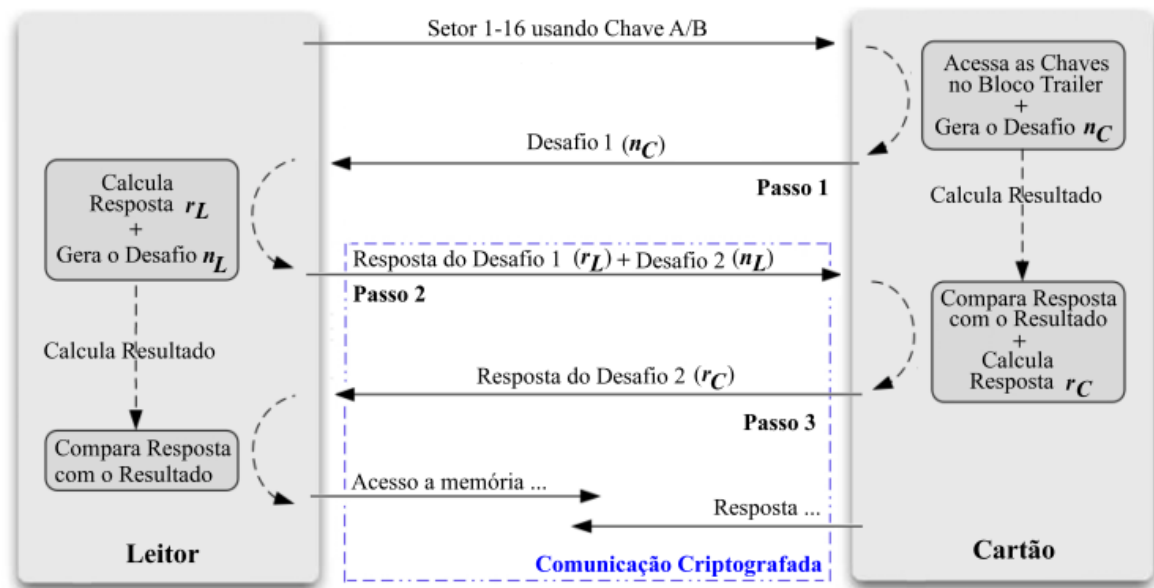 Setor 1-16 usando Chave A/B
Acessa as Chaves
no Bloco Trailer
+
Gera o Desafio nC
Desafio 1 (nC)
Passo 1
Calcula
Resposta rL
+
Gera o Desafio nL
Calcula Resultado
Resposta do Desafio 1 (rL) + Desafio 2 (nL)
Passo 2
Compara Resposta
com o Resultado
+
Calcula
Resposta rC
Calcula Resultado
Resposta do Desafio 2 (rC)
Passo 3
Compara Resposta
com o Resultado
Acesso a memória ...
Resposta ...
Leitor
Comunicação Criptografada
Cartão